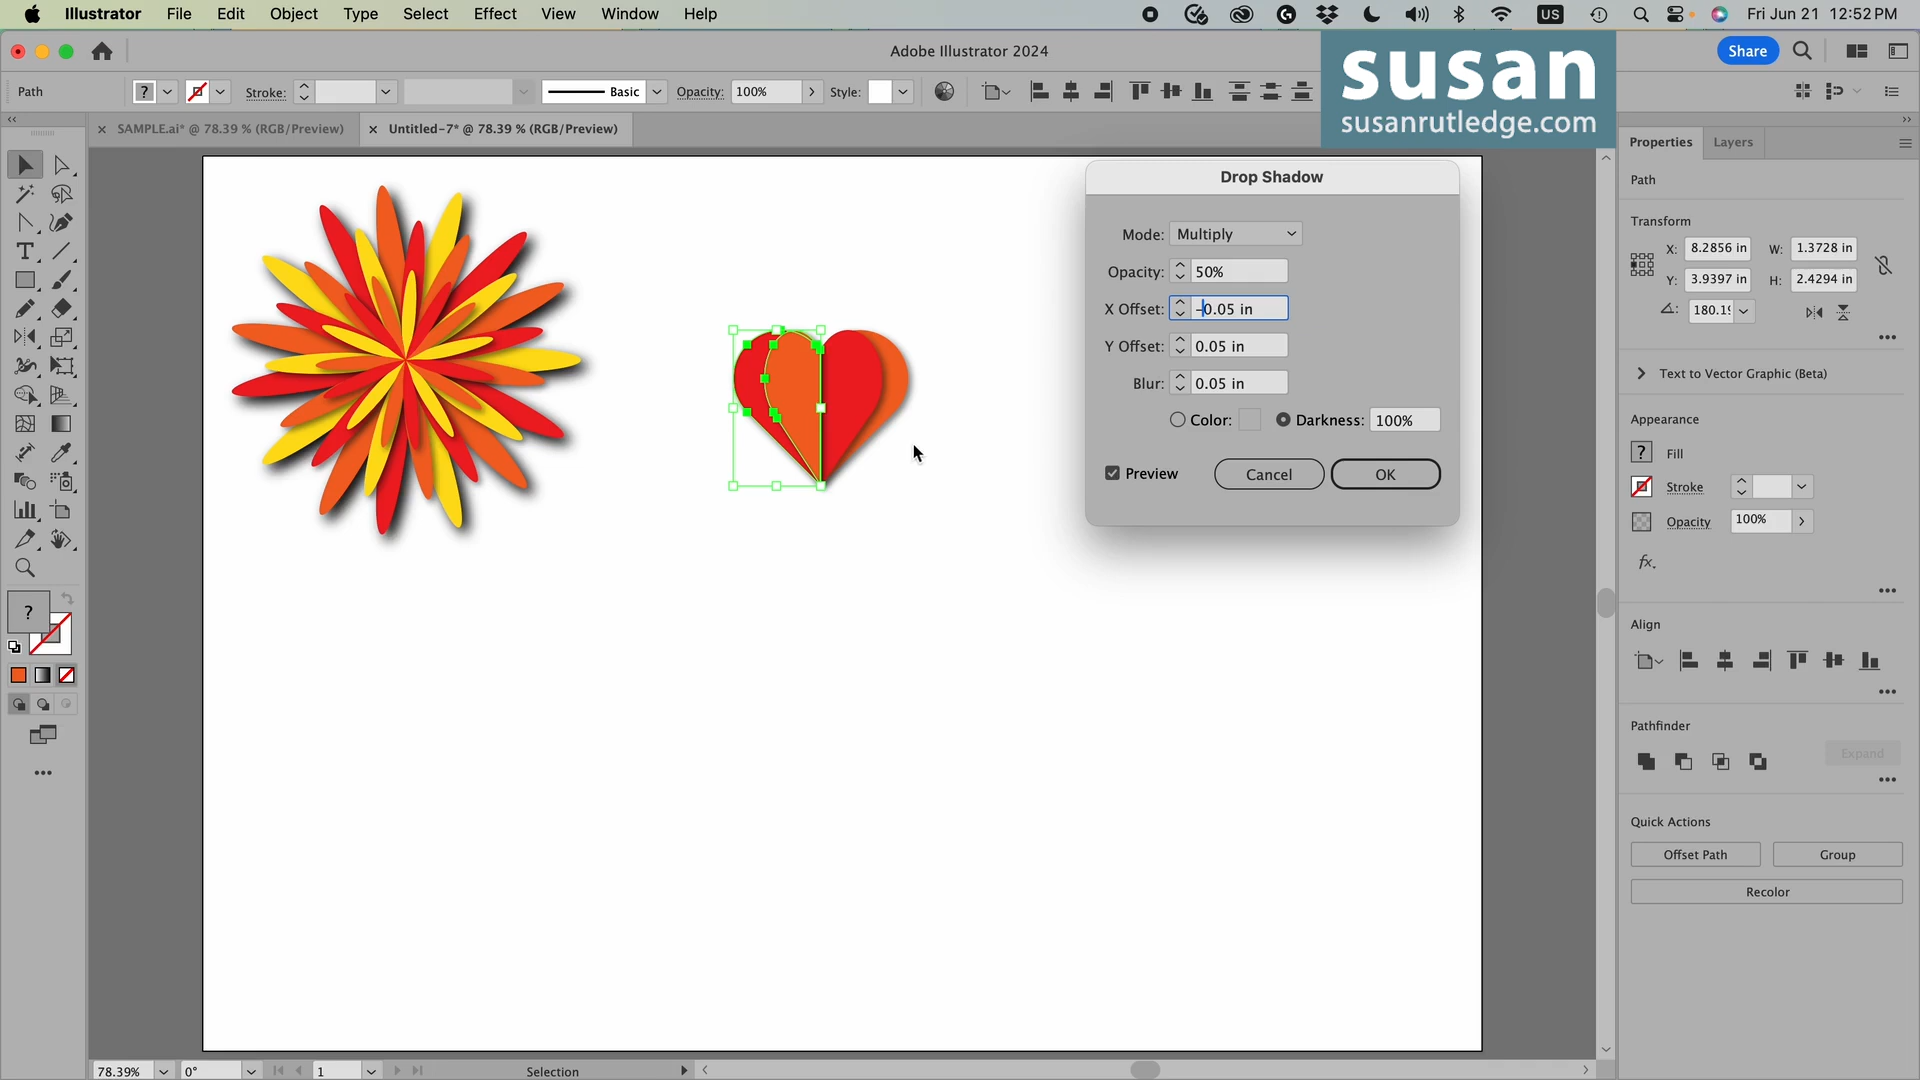 Illustrator File Edit Object Type Select Effect View Window Help US Fri Jun 21 12:52 PM
Adobe Illustrator 2024
Share
susan
susanrutledge.com
Path ? Stroke: Basic Opacity: 100% Style:
SAMPLE.ai* @ 78.39 % (RGB/Preview) Untitled-7* @ 78.39 % (RGB/Preview)
Drop Shadow
Mode: Multiply
Opacity: 50%
X Offset: -0.05 in
Y Offset: 0.05 in
Blur: 0.05 in
Color: Darkness: 100%
Preview Cancel OK
?
Properties Layers
Path
Transform
X: 8.2856 in W: 1.3728 in
Y: 3.9397 in H: 2.4294 in
180.1
Text to Vector Graphic (Beta)
Appearance
? Fill
Stroke
Opacity 100%
fx
Align
Pathfinder
Expand
Quick Actions
Offset Path Group
Recolor
78.39% 0° 1 Selection